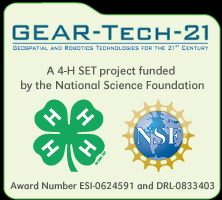 GEAR-TECH-21
GEOSPATIAL AND ROBOTICS TECHNOLOGIES FOR THE 21ST CENTURY
A 4-H SET project funded
by the National Science Foundation
H H
H H
NSF
Award Number ESI-0624591 and DRL-0833403